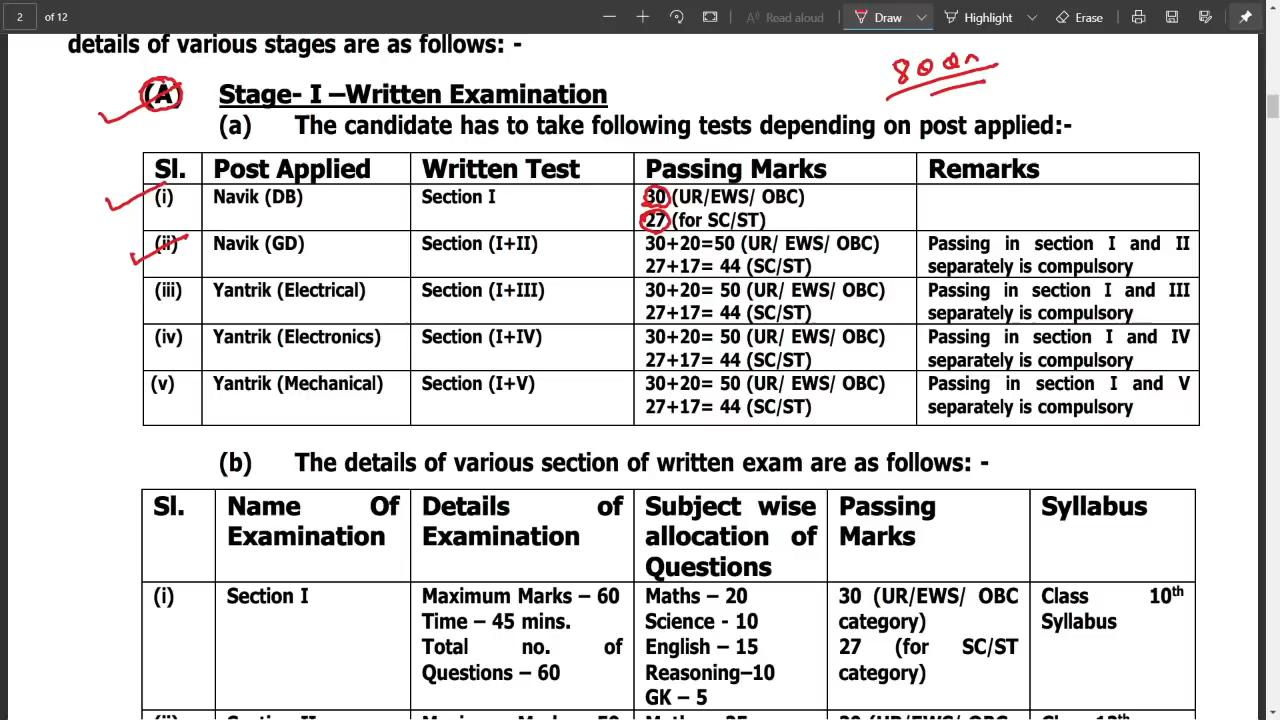 2 of 12 Read aloud Draw Highlight Erase
details of various stages are as follows: -
80 Qn
(A) Stage- I –Written Examination
(a) The candidate has to take following tests depending on post applied:-
Sl. Post Applied Written Test Passing Marks Remarks
(i) Navik (DB) Section I 30 (UR/EWS/ OBC)
27 (for SC/ST)
(ii) Navik (GD) Section (I+II) 30+20=50 (UR/ EWS/ OBC) Passing in section I and II
27+17= 44 (SC/ST) separately is compulsory
(iii) Yantrik (Electrical) Section (I+III) 30+20= 50 (UR/ EWS/ OBC) Passing in section I and III
27+17= 44 (SC/ST) separately is compulsory
(iv) Yantrik (Electronics) Section (I+IV) 30+20= 50 (UR/ EWS/ OBC) Passing in section I and IV
27+17= 44 (SC/ST) separately is compulsory
(v) Yantrik (Mechanical) Section (I+V) 30+20= 50 (UR/ EWS/ OBC) Passing in section I and V
27+17= 44 (SC/ST) separately is compulsory
(b) The details of various section of written exam are as follows: -
Sl. Name Of Details of Subject wise Passing Syllabus
Examination Examination allocation of Marks
Questions
(i) Section I Maximum Marks – 60 Maths – 20 30 (UR/EWS/ OBC Class 10th
Time – 45 mins. Science - 10 category) Syllabus
Total no. of English – 15 27 (for SC/ST
Questions – 60 Reasoning–10 category)
GK – 5